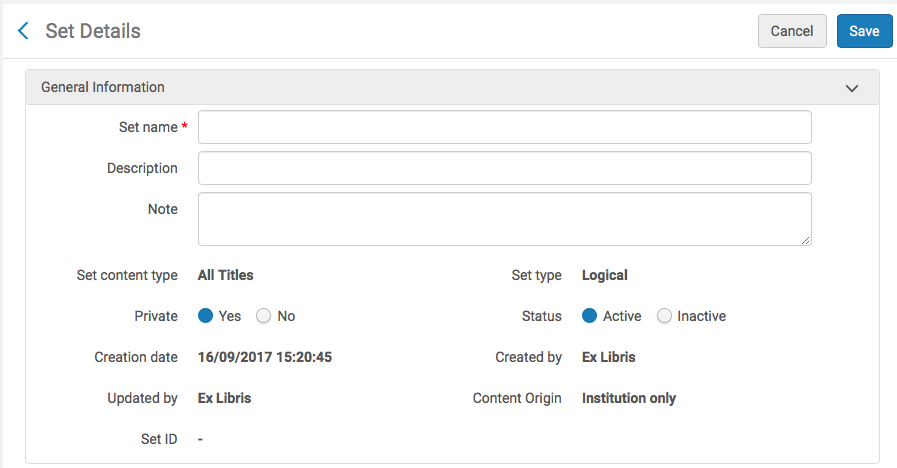 Set Details Cancel Save
General Information
Set name *
Description
Note
Set content type All Titles Set type Logical
Private Yes No Status Active Inactive
Creation date 16/09/2017 15:20:45 Created by Ex Libris
Updated by Ex Libris Content Origin Institution only
Set ID -